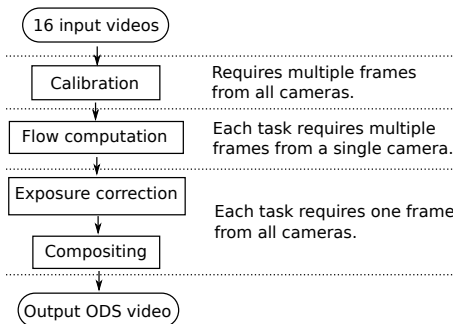 16 input videos
Calibration
Requires multiple frames
from all cameras.
Flow computation
Each task requires multiple
frames from a single camera.
Exposure correction
Each task requires one frame
from all cameras.
Compositing
Output ODS video